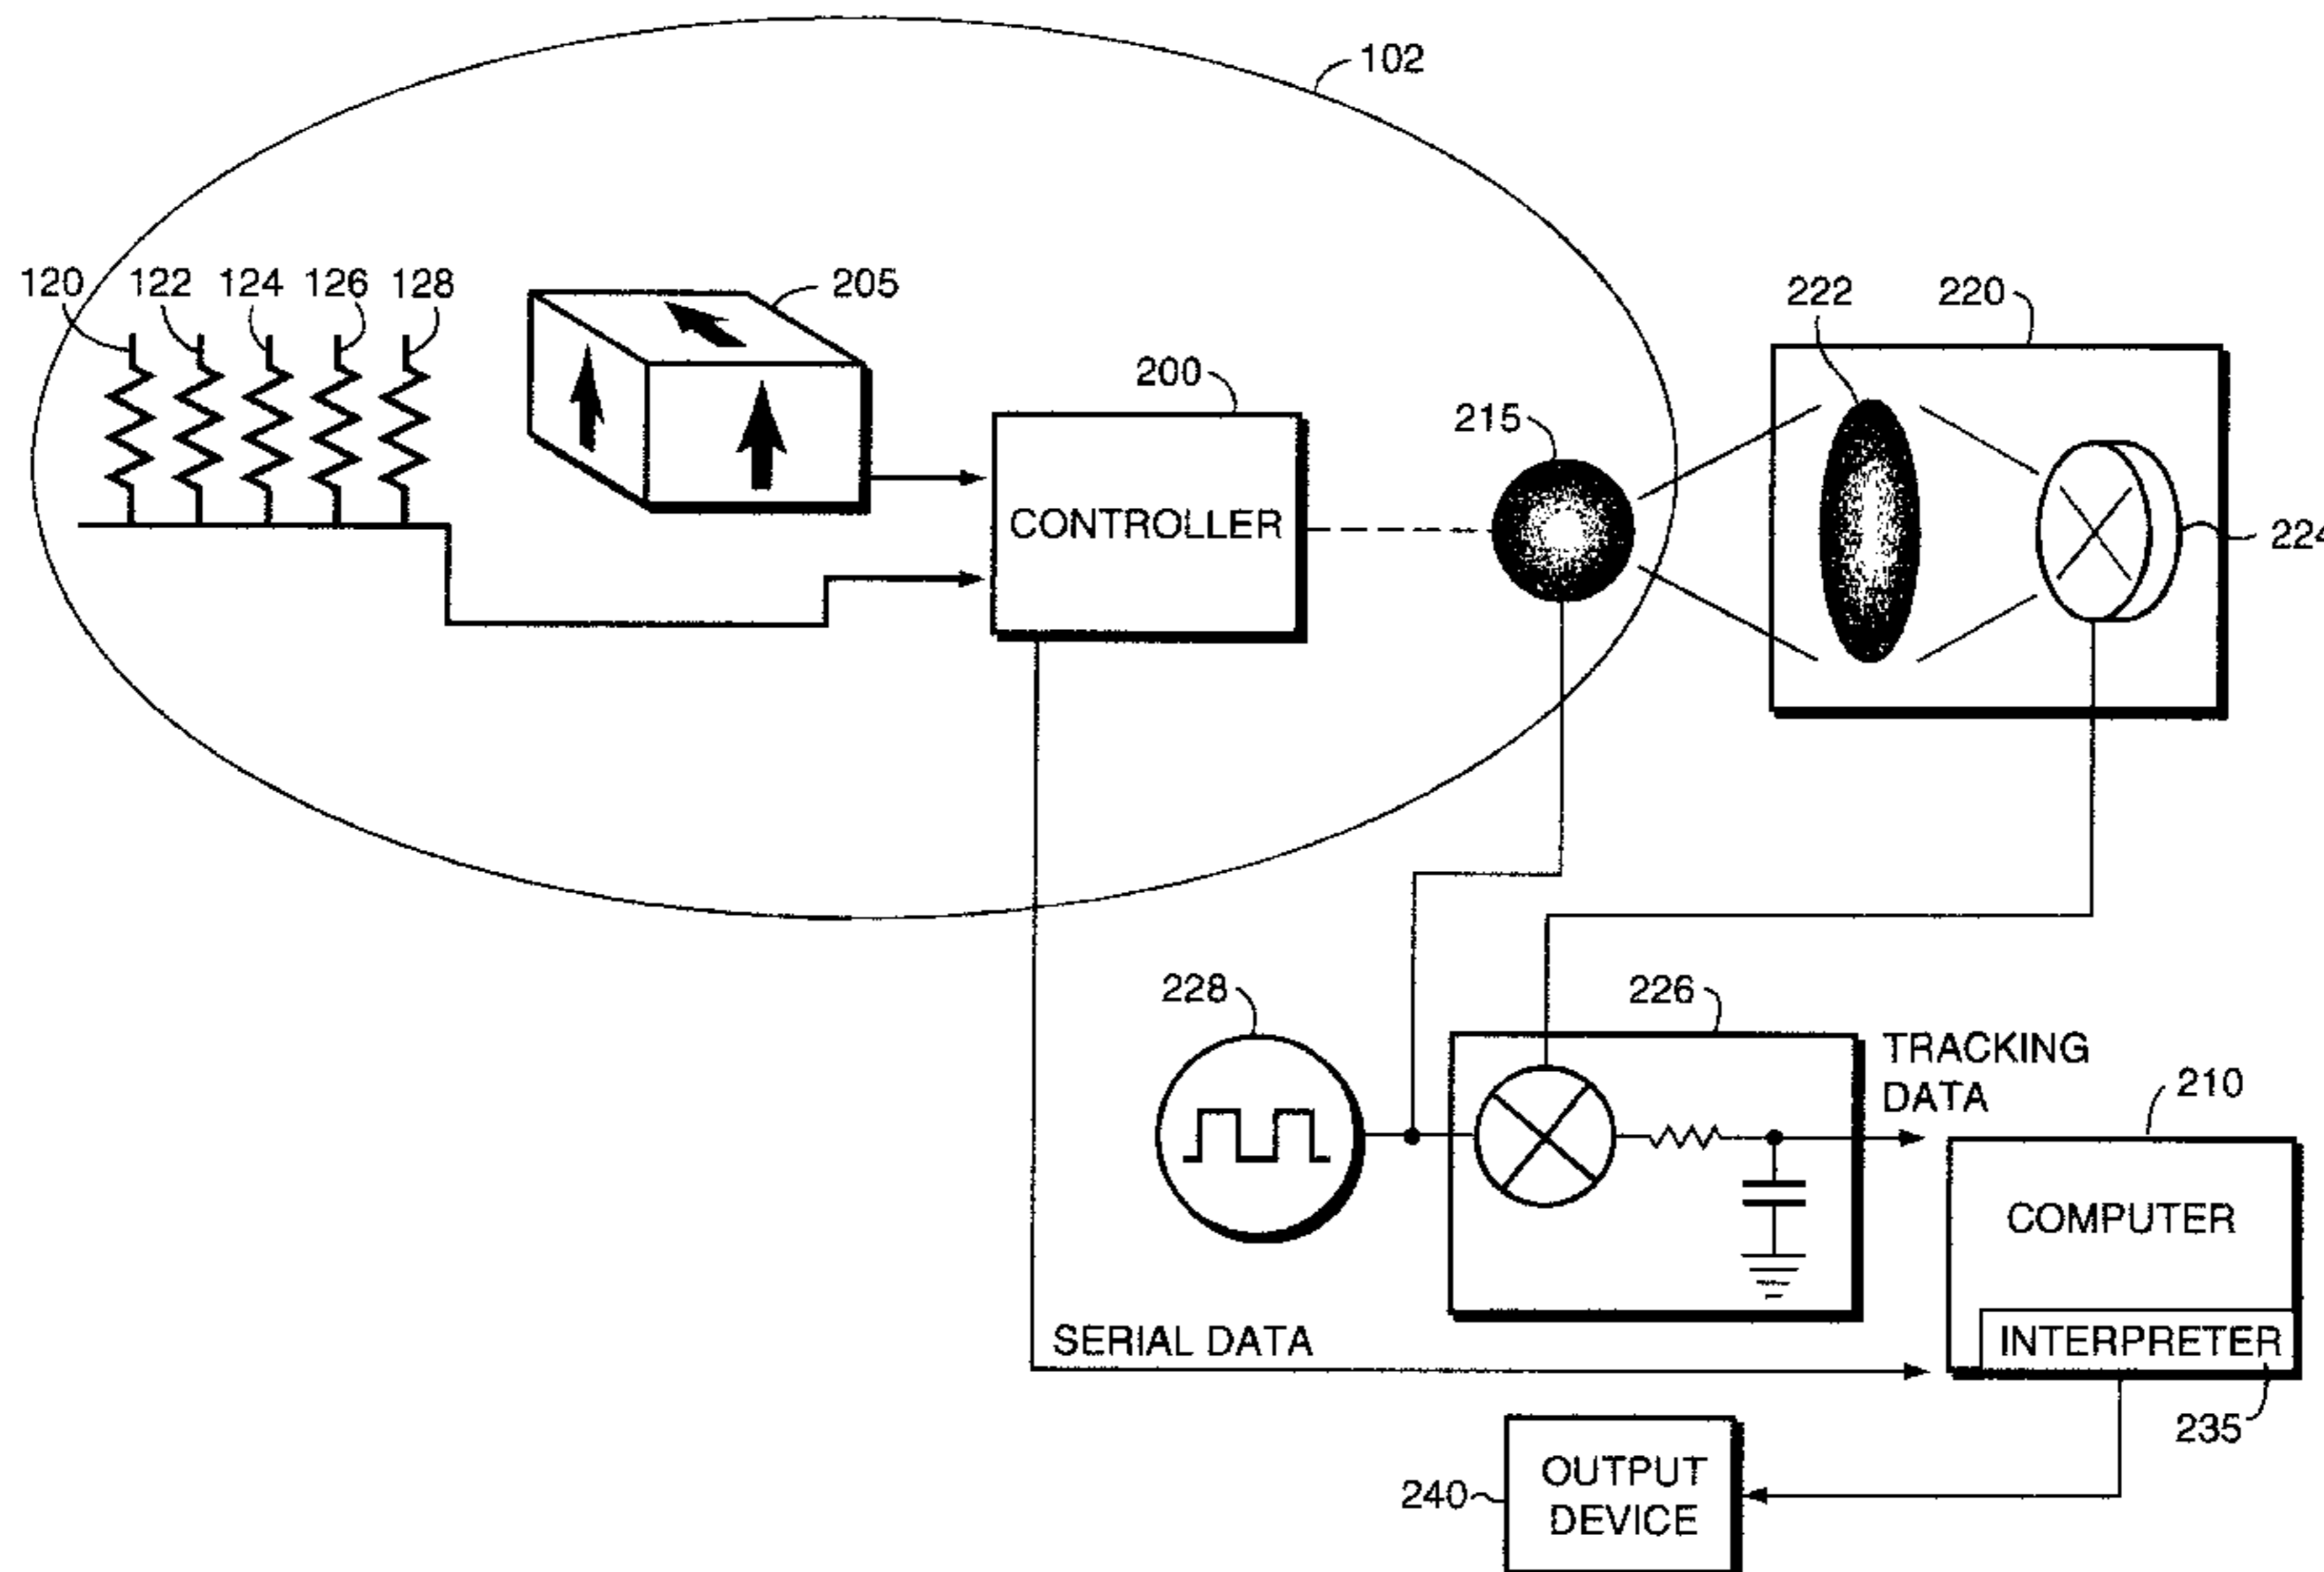 102
120
122
124
126
128
205
222
220
200
215
CONTROLLER
224
228
226
TRACKING
DATA
210
COMPUTER
SERIAL DATA
INTERPRETER
235
240
OUTPUT
DEVICE